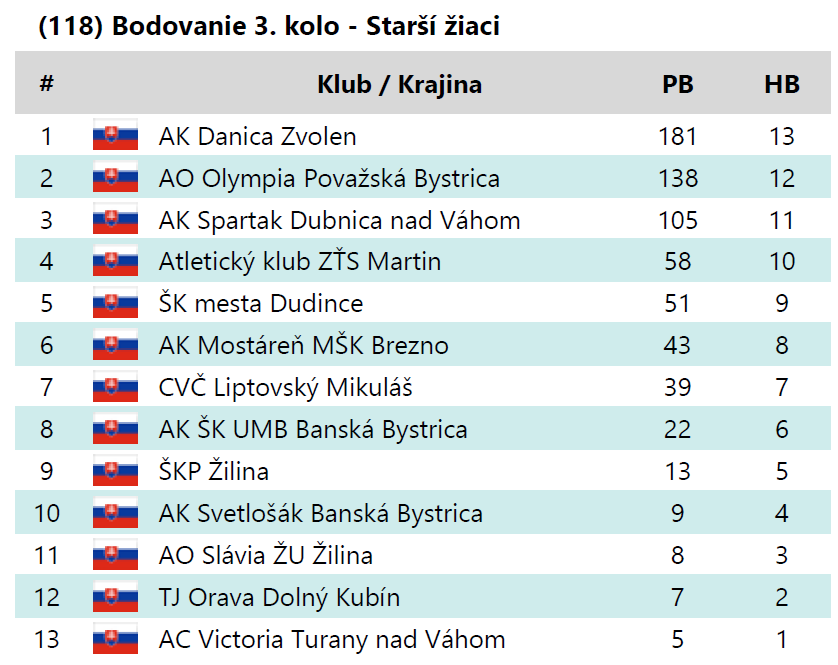 (118) Bodovanie 3. kolo - Starší žiaci
# Klub / Krajina PB HB
1 AK Danica Zvolen 181 13
2 AO Olympia Považská Bystrica 138 12
3 AK Spartak Dubnica nad Váhom 105 11
4 Atletický klub ZŤS Martin 58 10
5 ŠK mesta Dudince 51 9
6 AK Mostáreň MŠK Brezno 43 8
7 CVČ Liptovský Mikuláš 39 7
8 AK ŠK UMB Banská Bystrica 22 6
9 ŠKP Žilina 13 5
10 AK Svetlošák Banská Bystrica 9 4
11 AO Slávia ŽU Žilina 8 3
12 TJ Orava Dolný Kubín 7 2
13 AC Victoria Turany nad Váhom 5 1